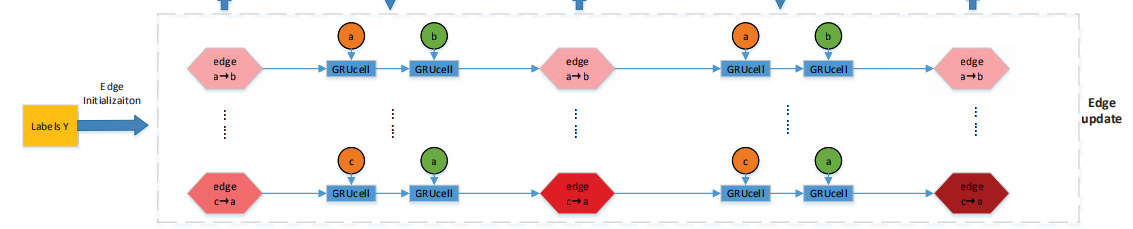 a
b
a
b
edge
a→b
GRUcell
GRUcell
edge
a→b
GRUcell
GRUcell
edge
a→b
Edge
Initializaiton
Labels Y
Edge
update
c
a
c
a
edge
c→a
GRUcell
GRUcell
edge
c→a
GRUcell
GRUcell
edge
c→a